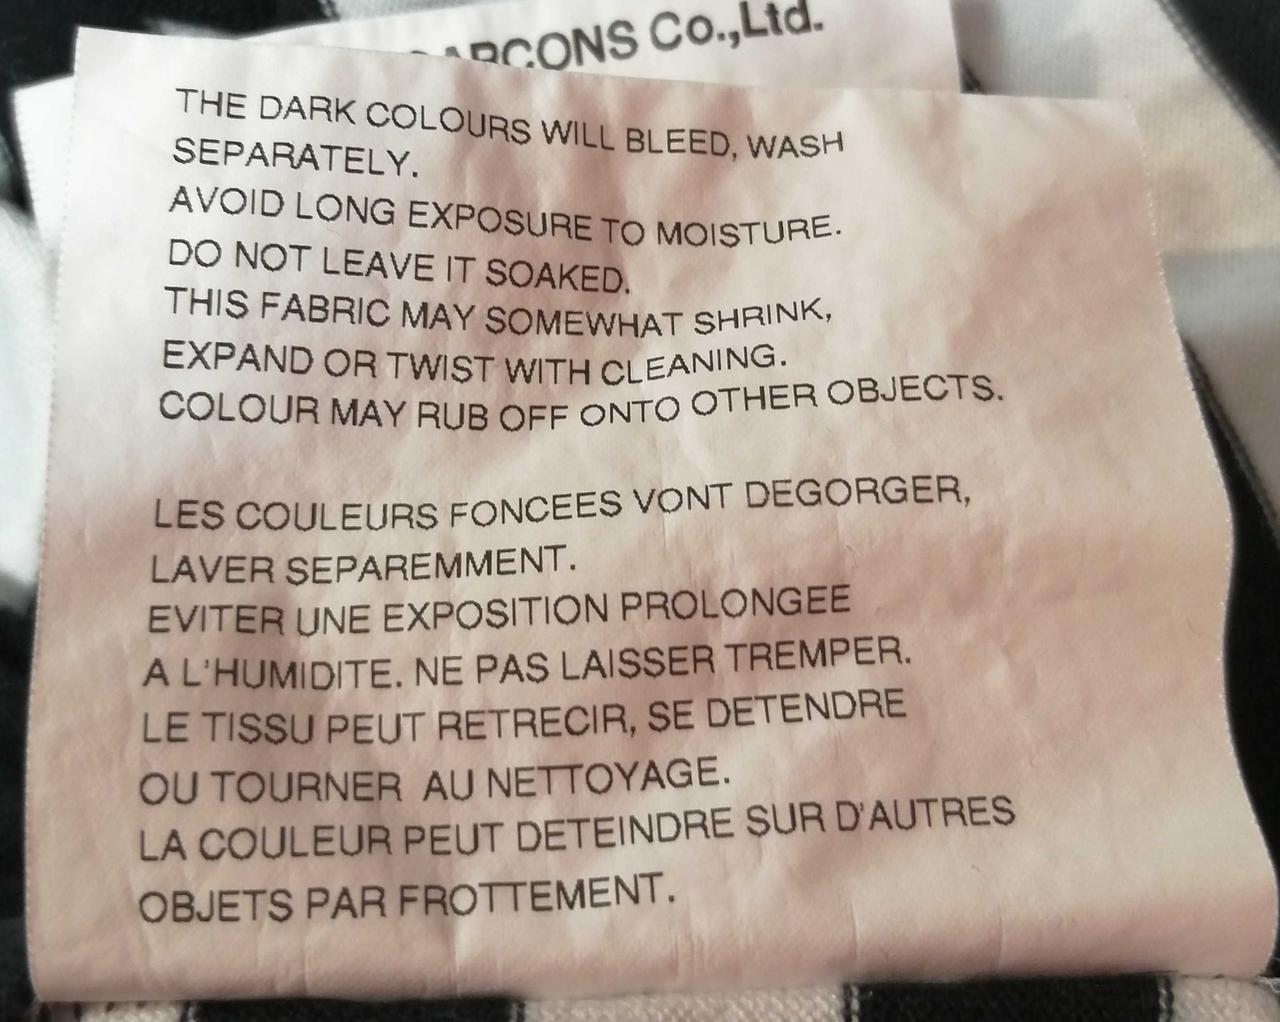 GARCONS Co.,Ltd.
THE DARK COLOURS WILL BLEED, WASH
SEPARATELY.
AVOID LONG EXPOSURE TO MOISTURE.
DO NOT LEAVE IT SOAKED.
THIS FABRIC MAY SOMEWHAT SHRINK,
EXPAND OR TWIST WITH CLEANING.
COLOUR MAY RUB OFF ONTO OTHER OBJECTS.
LES COULEURS FONCEES VONT DEGORGER,
LAVER SEPAREMMENT.
EVITER UNE EXPOSITION PROLONGEE
A L'HUMIDITE. NE PAS LAISSER TREMPER.
LE TISSU PEUT RETRECIR, SE DETENDRE
OU TOURNER AU NETTOYAGE.
LA COULEUR PEUT DETEINDRE SUR D'AUTRES
OBJETS PAR FROTTEMENT.